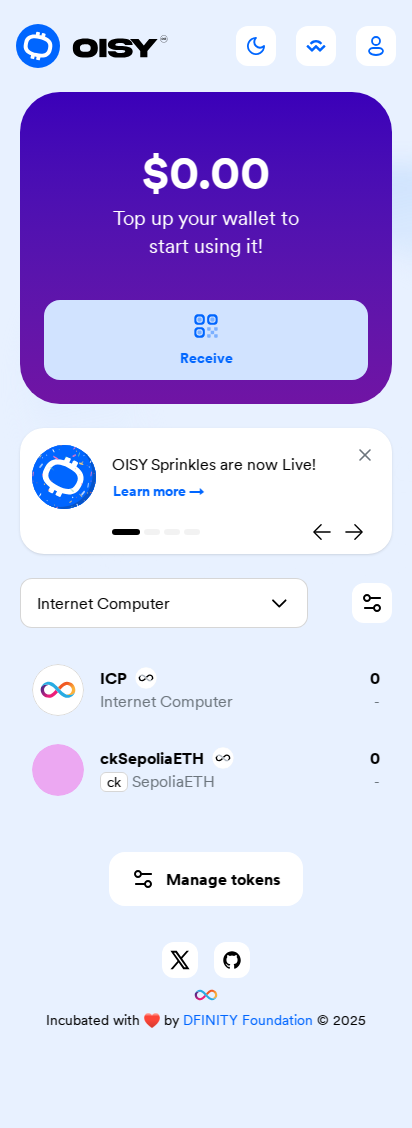 OISY
$0.00
Top up your wallet to
start using it!
Receive
OISY Sprinkles are now Live!
Learn more →
Internet Computer
ICP
0
Internet Computer
-
ckSepoliaETH
0
ck SepoliaETH
-
Manage tokens
Incubated with ❤️ by DFINITY Foundation © 2025